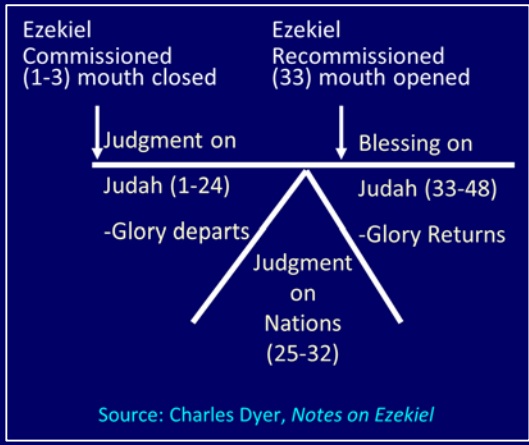 Ezekiel
Commissioned
(1-3) mouth closed
Ezekiel
Recommissioned
(33) mouth opened
Judgment on
Judah (1-24)
-Glory departs
Blessing on
Judah (33-48)
-Glory Returns
Judgment
on
Nations
(25-32)
Source: Charles Dyer, Notes on Ezekiel